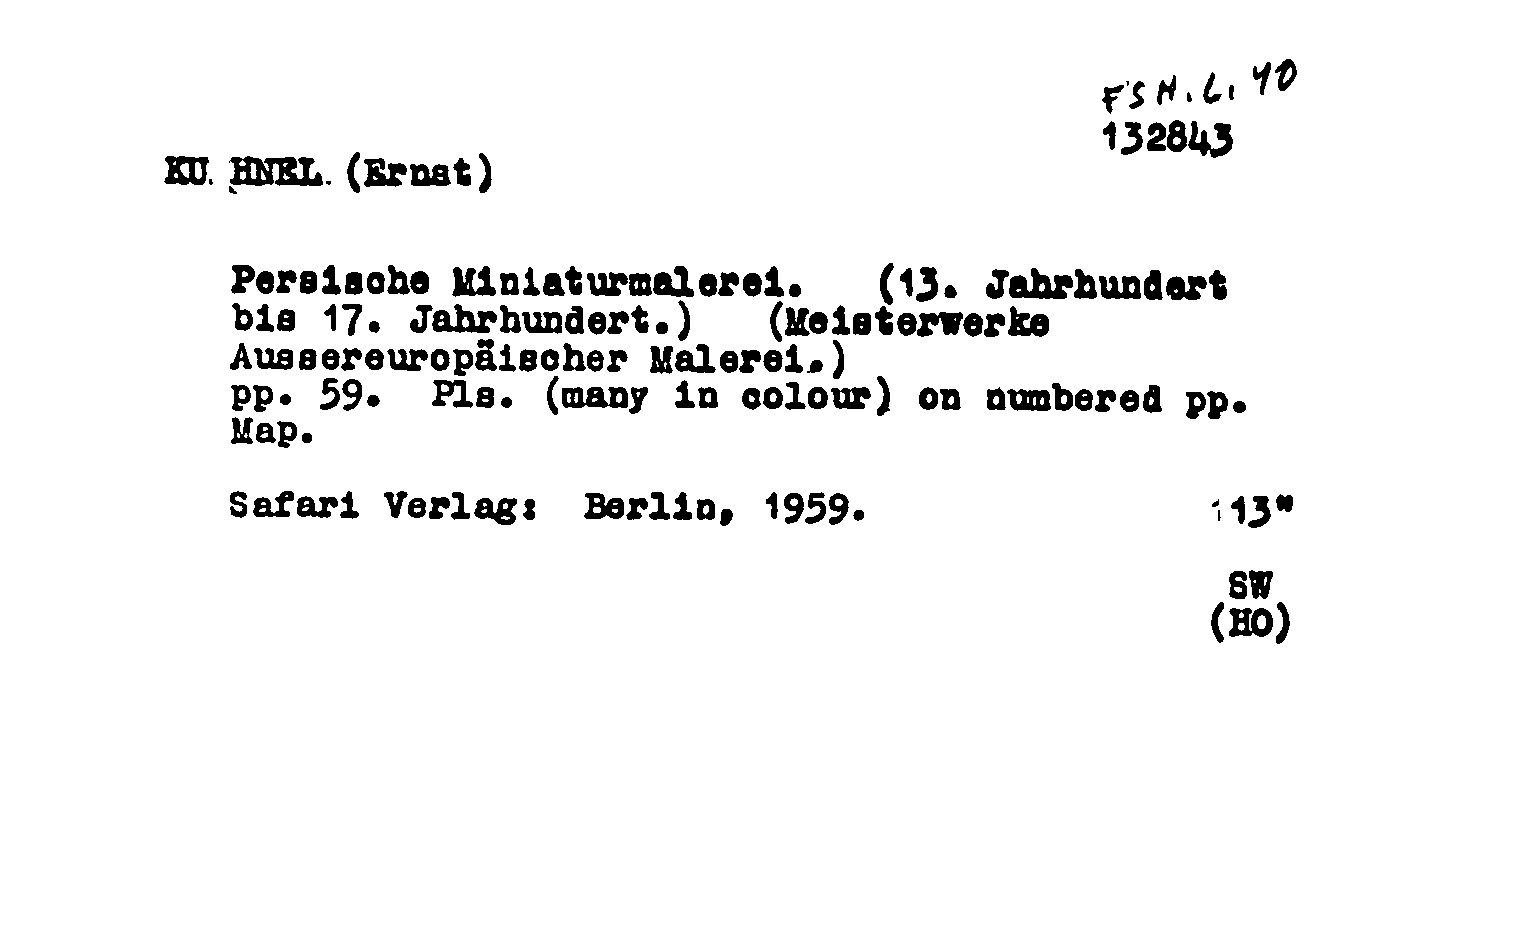 FSH.L. 40
132843
KU. HNEL. (Ernst)
Persische Miniaturmalerei. (13. Jahrhundert
bis 17. Jahrhundert.) (Meisterwerke
Aussereuropäischer Malerei.)
pp. 59. Pls. (many in colour) on numbered pp.
Map.
Safari Verlag: Berlin, 1959. 13"
SW
(HO)